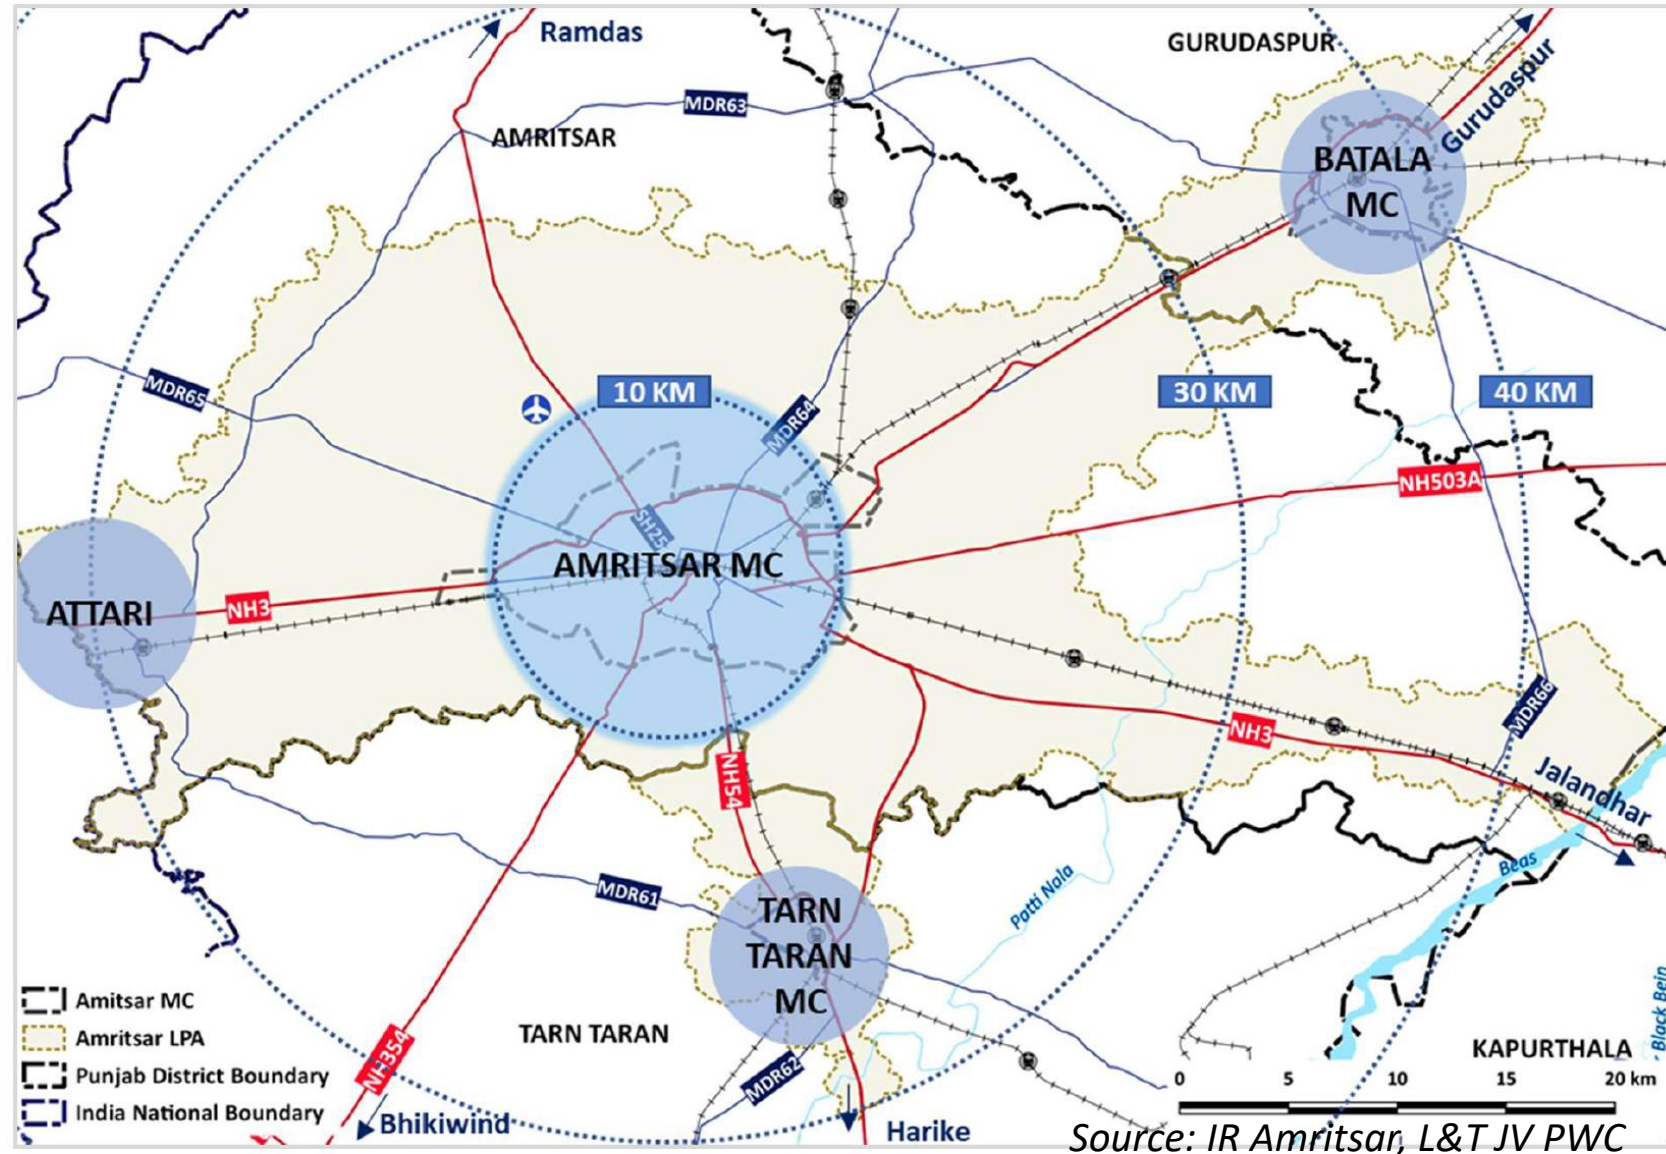 Ramdas
GURUDASPUR
Gurudaspur
MDR63
AMRITSAR
BATALA
MC
MDR65
10 KM
30 KM
40 KM
MDR64
NH503A
SH25
AMRITSAR MC
ATTARI
NH3
MDR66
NH3
NH54
Jalandhar
Beas
MDR61
Patti Nala
TARN
TARAN
MC
Black Bein
Amitsar MC
Amritsar LPA
Punjab District Boundary
India National Boundary
TARN TARAN
NH354
MDR62
KAPURTHALA
0 5 10 15 20 km
Bhikiwind
Harike
Source: IR Amritsar, L&T JV PWC